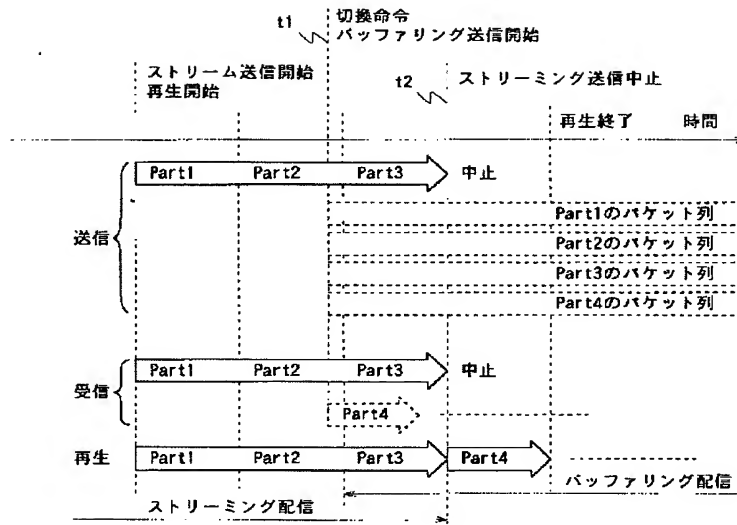 t1
切換命令
バッファリング送信開始
ストリーム送信開始
再生開始
t2
ストリーミング送信中止
再生終了
時間
Part1 Part2 Part3 中止
送信
Part1のパケット列
Part2のパケット列
Part3のパケット列
Part4のパケット列
Part1 Part2 Part3 中止
受信
Part4
再生 Part1 Part2 Part3 Part4
バッファリング配信
ストリーミング配信